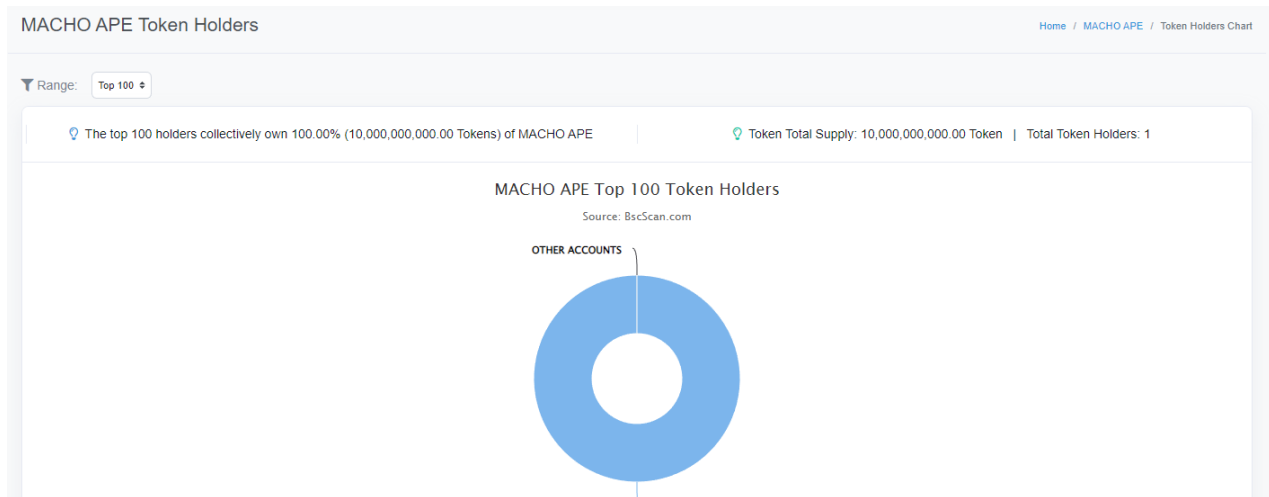 MACHO APE Token Holders
Home / MACHO APE / Token Holders Chart
Range: Top 100
The top 100 holders collectively own 100.00% (10,000,000,000.00 Tokens) of MACHO APE
Token Total Supply: 10,000,000,000.00 Token | Total Token Holders: 1
MACHO APE Top 100 Token Holders
Source: BscScan.com
OTHER ACCOUNTS